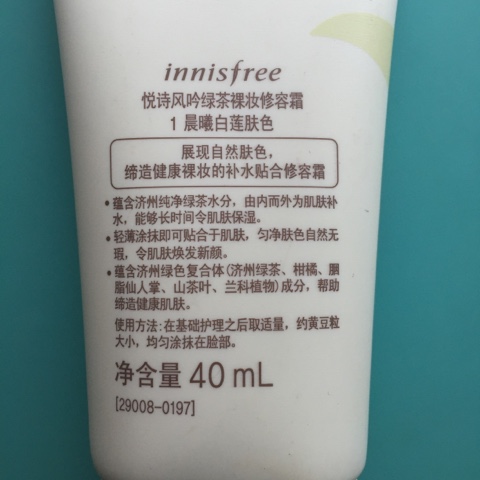 innisfree
悦诗风吟绿茶裸妆修容霜
1 晨曦白莲肤色
展现自然肤色，
缔造健康裸妆的补水贴合修容霜
•蕴含济州纯净绿茶水分，由内而外为肌肤补
水，能够长时间令肌肤保湿。
•轻薄涂抹即可贴合于肌肤，匀净肤色自然无
瑕，令肌肤焕发新颜。
•蕴含济州绿色复合体(济州绿茶、柑橘、胭
脂仙人掌、山茶叶、兰科植物)成分，帮助
缔造健康肌肤。
使用方法:在基础护理之后取适量，约黄豆粒
大小，均匀涂抹在脸部。
净含量 40 mL
[29008-0197]